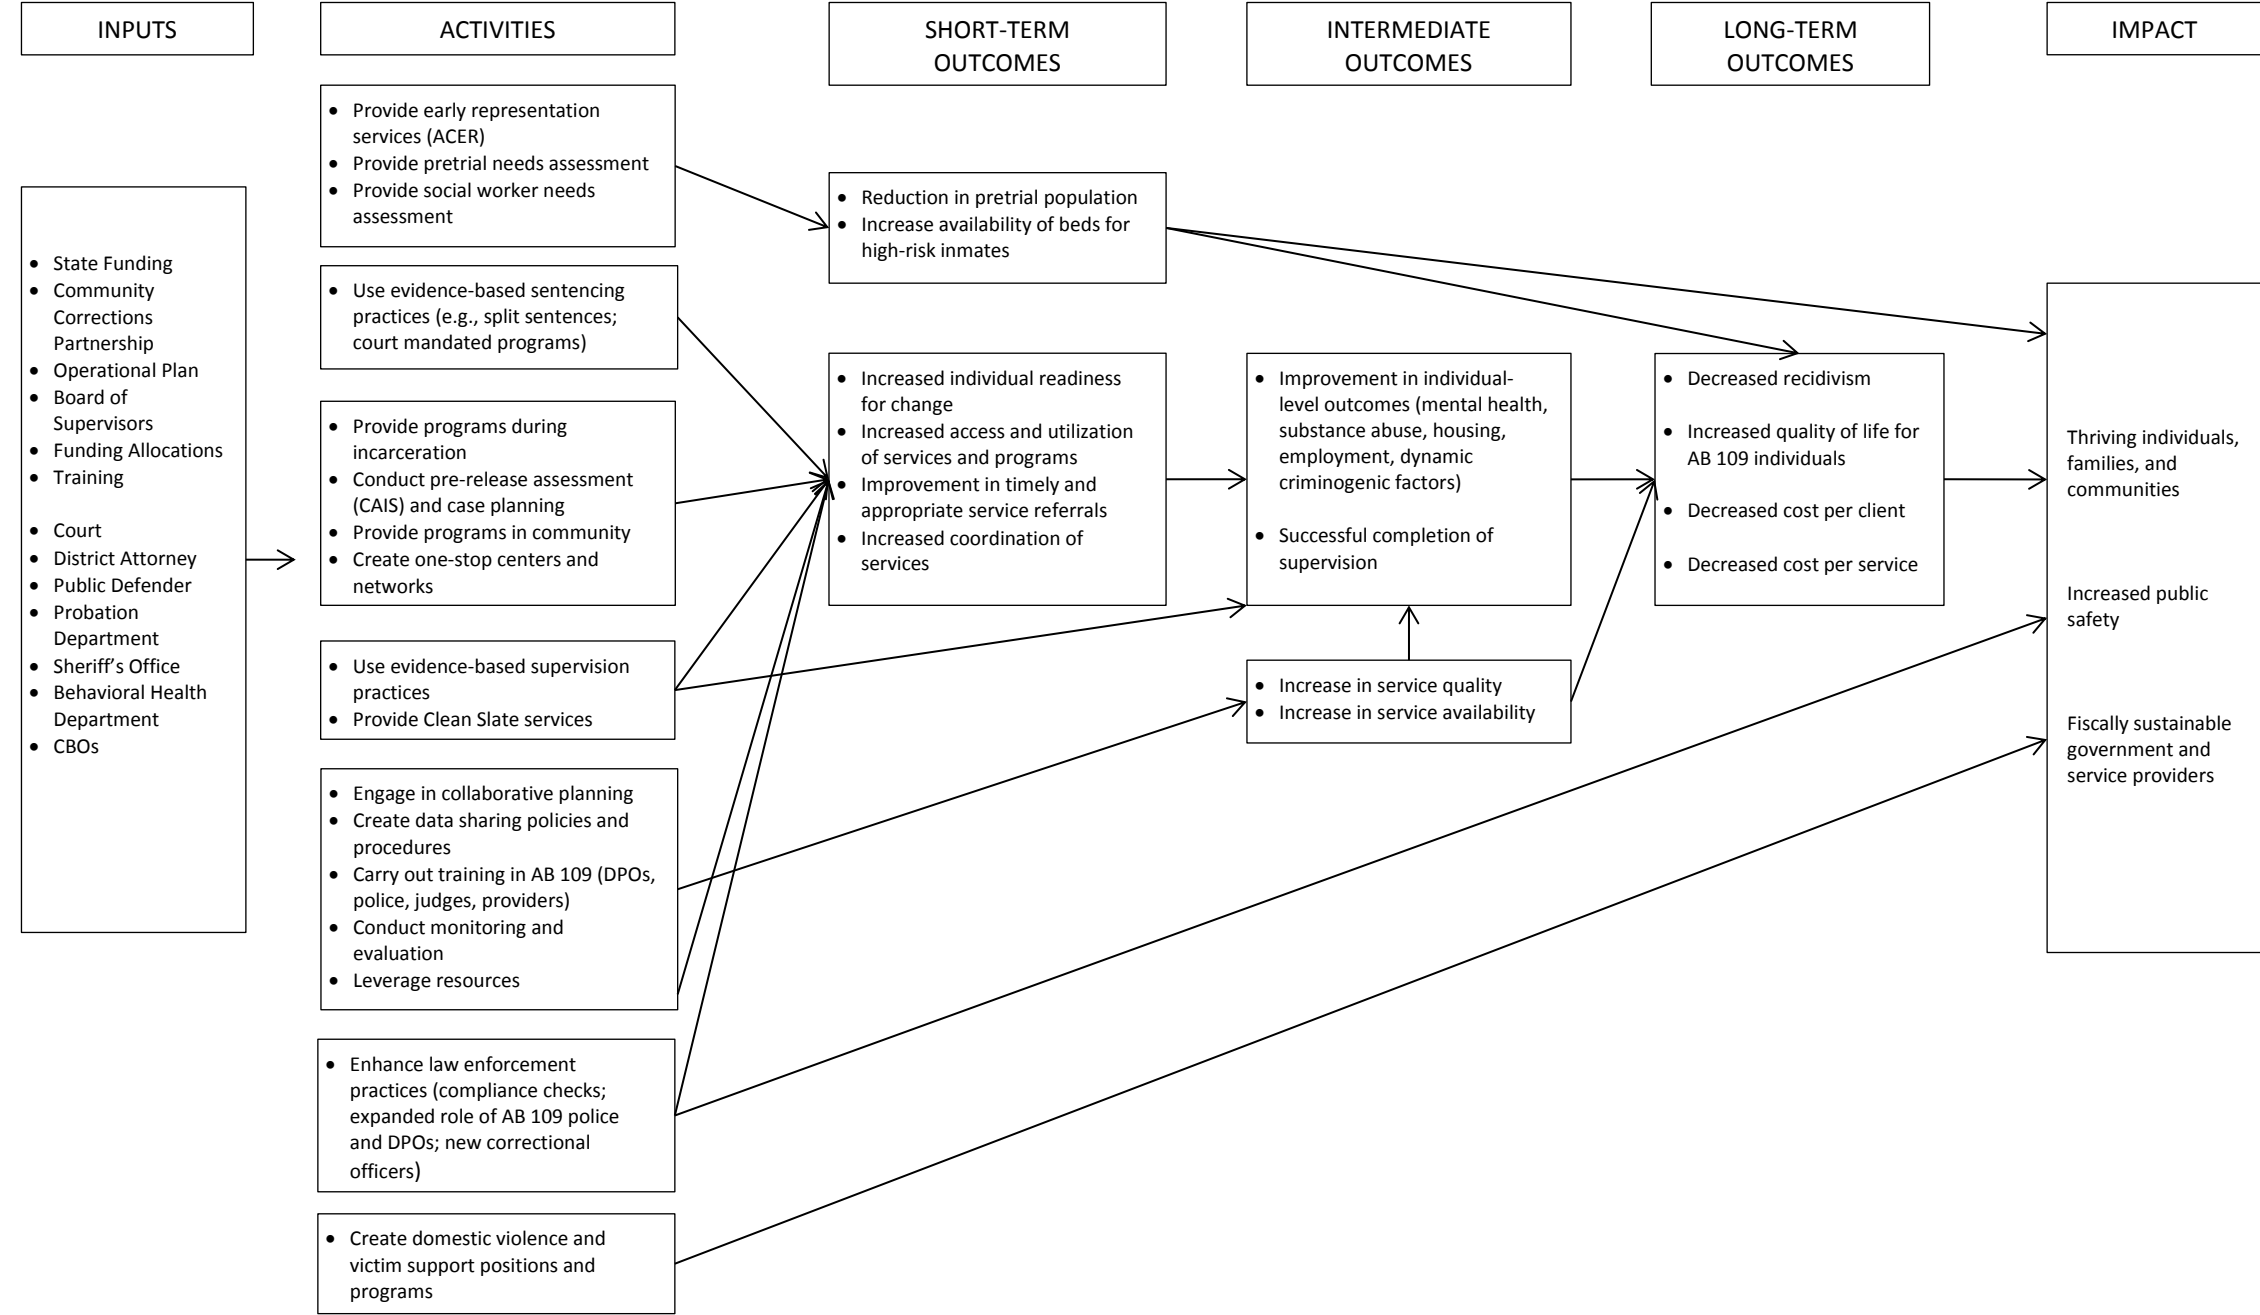 INPUTS
ACTIVITIES
SHORT-TERM
OUTCOMES
INTERMEDIATE
OUTCOMES
LONG-TERM
OUTCOMES
IMPACT
• State Funding
• Community
Corrections
Partnership
• Operational Plan
• Board of
Supervisors
• Funding Allocations
• Training
• Court
• District Attorney
• Public Defender
• Probation
Department
• Sheriff’s Office
• Behavioral Health
Department
• CBOs
• Provide early representation
services (ACER)
• Provide pretrial needs assessment
• Provide social worker needs
assessment
• Use evidence-based sentencing
practices (e.g., split sentences;
court mandated programs)
• Provide programs during
incarceration
• Conduct pre-release assessment
(CAIS) and case planning
• Provide programs in community
• Create one-stop centers and
networks
• Use evidence-based supervision
practices
• Provide Clean Slate services
• Engage in collaborative planning
• Create data sharing policies and
procedures
• Carry out training in AB 109 (DPOs,
police, judges, providers)
• Conduct monitoring and
evaluation
• Leverage resources
• Enhance law enforcement
practices (compliance checks;
expanded role of AB 109 police
and DPOs; new correctional
officers)
• Create domestic violence and
victim support positions and
programs
• Reduction in pretrial population
• Increase availability of beds for
high-risk inmates
• Increased individual readiness
for change
• Increased access and utilization
of services and programs
• Improvement in timely and
appropriate service referrals
• Increased coordination of
services
• Improvement in individual-
level outcomes (mental health,
substance abuse, housing,
employment, dynamic
criminogenic factors)
• Successful completion of
supervision
• Increase in service quality
• Increase in service availability
• Decreased recidivism
• Increased quality of life for
AB 109 individuals
• Decreased cost per client
• Decreased cost per service
Thriving individuals,
families, and
communities
Increased public
safety
Fiscally sustainable
government and
service providers